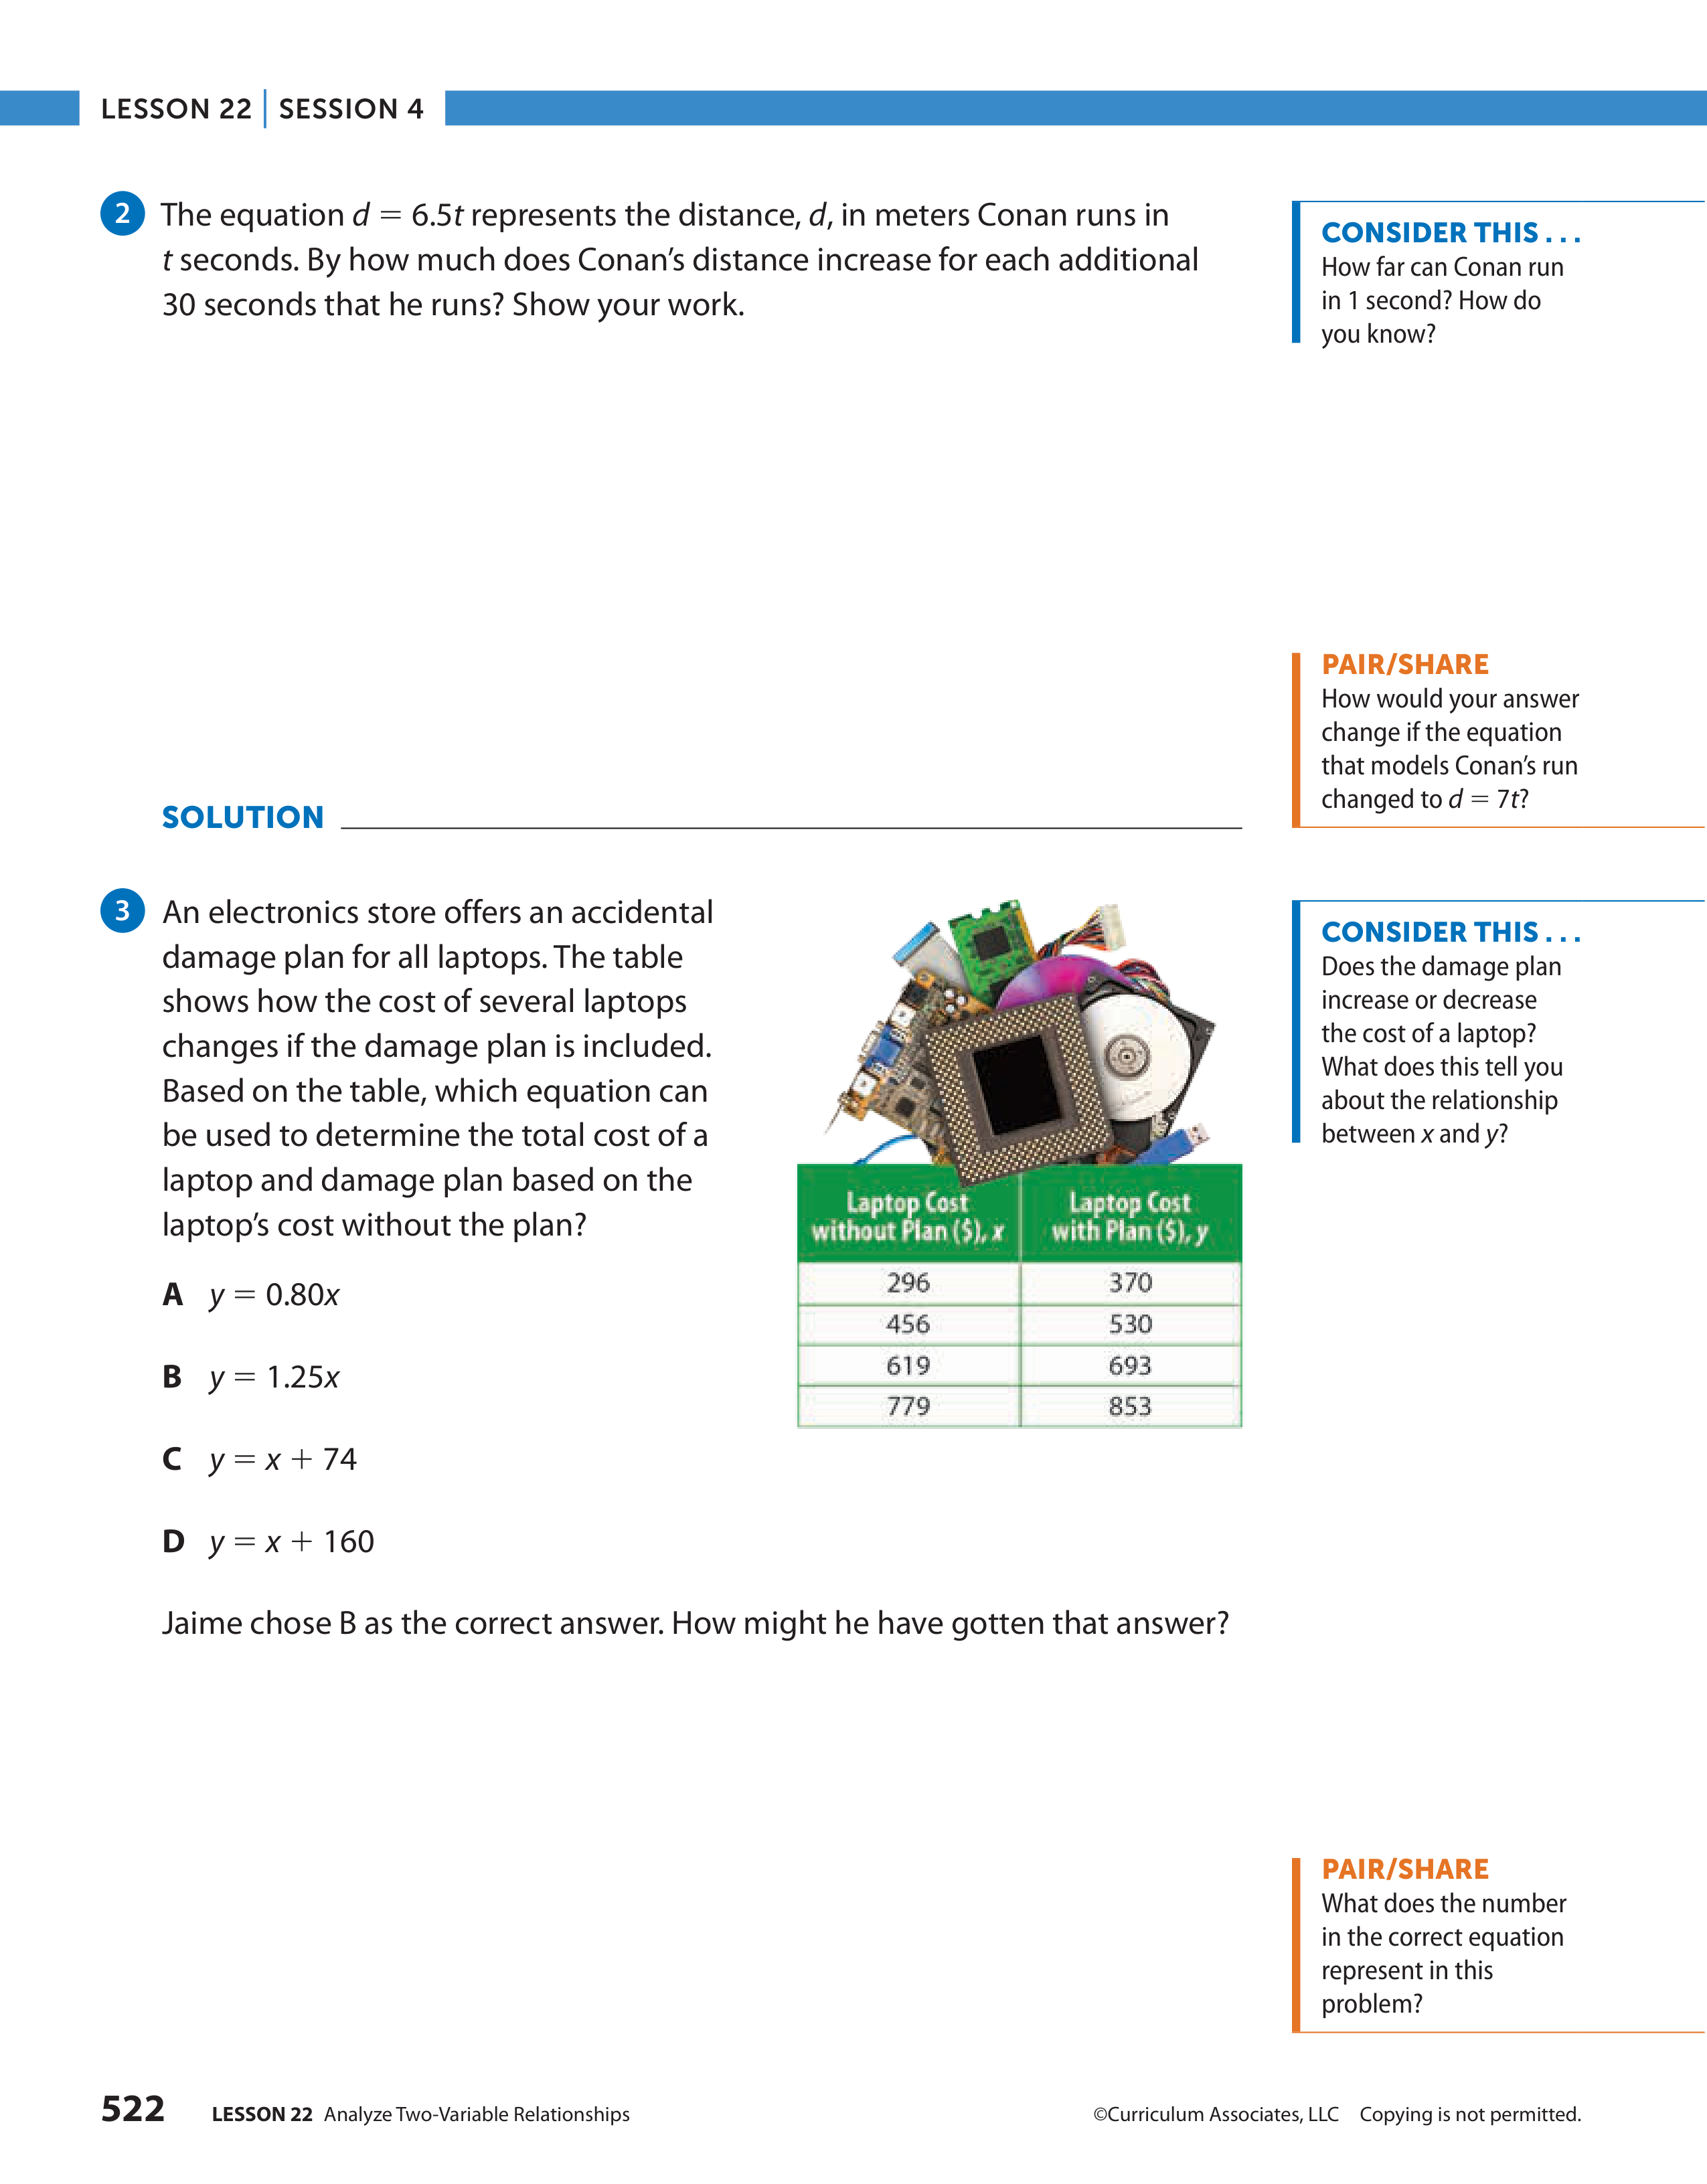 LESSON 22 | SESSION 4
2 The equation d = 6.5t represents the distance, d, in meters Conan runs in
t seconds. By how much does Conan’s distance increase for each additional
30 seconds that he runs? Show your work.
CONSIDER THIS . . .
How far can Conan run
in 1 second? How do
you know?
PAIR/SHARE
How would your answer
change if the equation
that models Conan’s run
changed to d = 7t?
SOLUTION
3 An electronics store offers an accidental
damage plan for all laptops. The table
shows how the cost of several laptops
changes if the damage plan is included.
Based on the table, which equation can
be used to determine the total cost of a
laptop and damage plan based on the
laptop’s cost without the plan?
A y = 0.80x
B y = 1.25x
C y = x + 74
D y = x + 160
Laptop Cost
without Plan ($), x
Laptop Cost
with Plan ($), y
296 370
456 530
619 693
779 853
CONSIDER THIS . . .
Does the damage plan
increase or decrease
the cost of a laptop?
What does this tell you
about the relationship
between x and y?
Jaime chose B as the correct answer. How might he have gotten that answer?
PAIR/SHARE
What does the number
in the correct equation
represent in this
problem?
522 LESSON 22 Analyze Two-Variable Relationships
©Curriculum Associates, LLC Copying is not permitted.